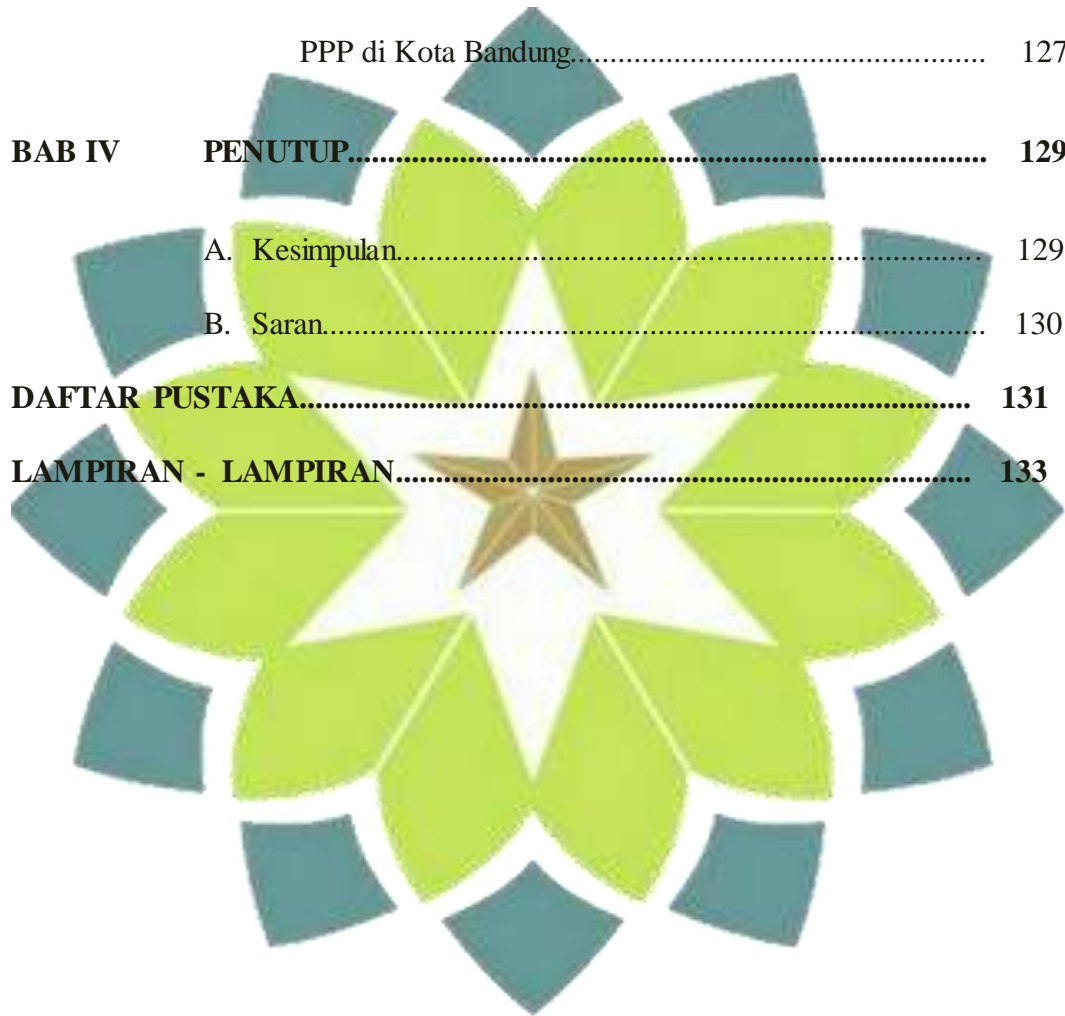 PPP di Kota Bandung................................................... 127
BAB IV PENUTUP................................................................................. 129
A. Kesimpulan........................................................................... 129
B. Saran.................................................................................... 130
DAFTAR PUSTAKA.................................................................................... 131
LAMPIRAN - LAMPIRAN........................................................................ 133